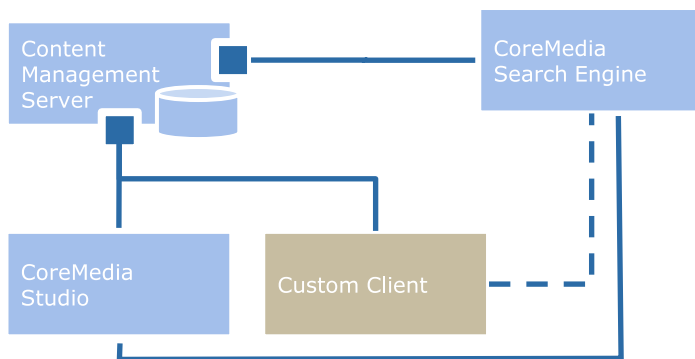 Content
Management
Server
CoreMedia
Search Engine
CoreMedia
Studio
Custom Client